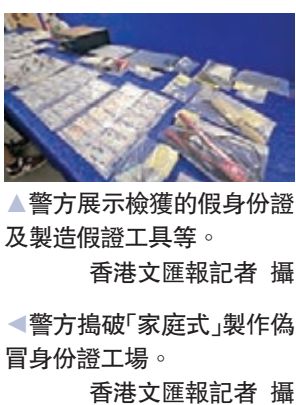 ▲警方展示檢獲的假身份證
及製造假證工具等。
香港文匯報記者 攝
◀警方搗破「家庭式」製作偽
冒身份證工場。
香港文匯報記者 攝